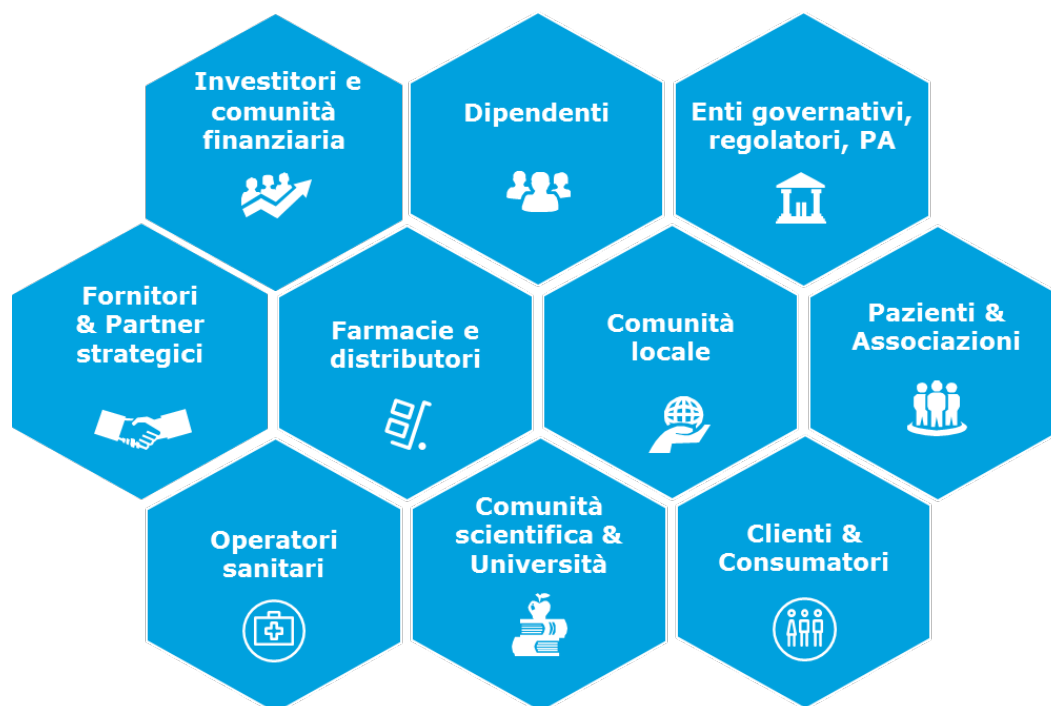 Investitori e
comunità
finanziaria
Dipendenti
Enti governativi,
regolatori, PA
Fornitori
& Partner
strategici
Farmacie e
distributori
Comunità
locale
Pazienti &
Associazioni
Operatori
sanitari
Comunità
scientifica &
Università
Clienti &
Consumatori